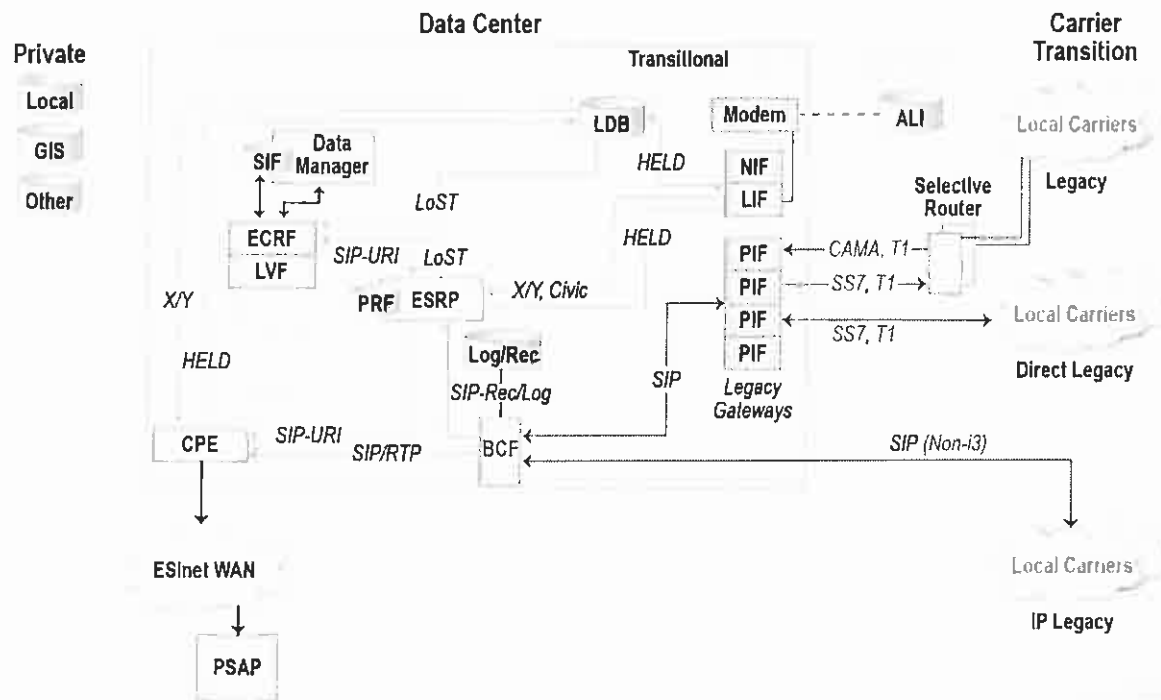 Data Center
Carrier
Transition
Private
Transitional
Local
GIS
Other
LDB
Modem
ALI
Local Carriers
Legacy
SIF
Data
Manager
HELD
NIF
LIF
Selective
Router
LoST
ECRF
LVF
SIP-URI
LoST
HELD
PIF
CAMA, T1
X/Y
PRF
ESRP
X/Y, Civic
PIF
SS7, T1
PIF
SS7, T1
Local Carriers
Direct Legacy
HELD
Log/Rec
PIF
SIP
SIP-Rec/Log
Legacy
Gateways
CPE
SIP-URI
SIP/RTP
BCF
SIP (Non-i3)
ESInet WAN
Local Carriers
IP Legacy
PSAP